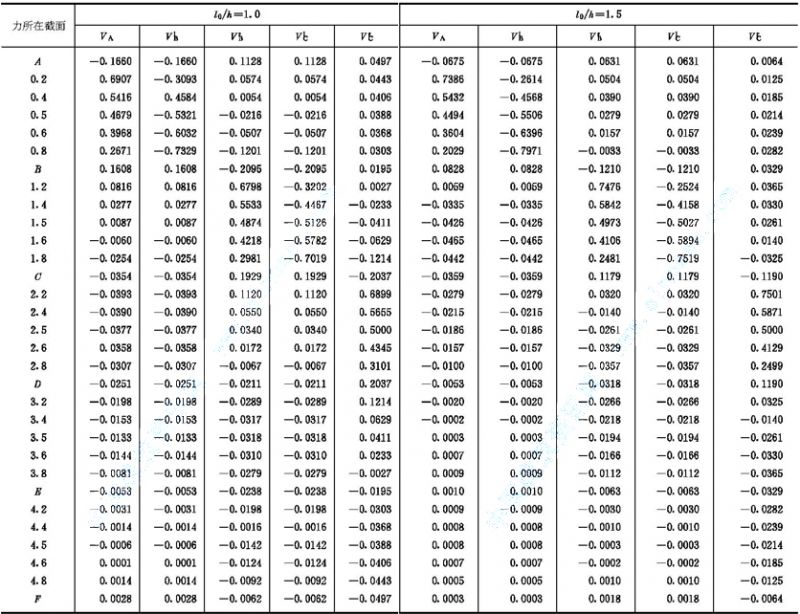 力所在截面 l₀/h=1.0 l₀/h=1.5
V_A V V V V V_A V V V V
A −0.1660 −0.1660 0.1128 0.1128 0.0497 −0.0675 −0.0675 0.0631 0.0631 0.0064
0.2 0.6907 −0.3093 0.0574 0.0574 0.0443 0.7386 −0.2614 0.0504 0.0504 0.0125
0.4 0.5416 0.4584 0.0054 0.0054 0.0406 0.5432 −0.4568 0.0390 0.0390 0.0185
0.5 0.4679 −0.5321 −0.0216 −0.0216 0.0388 0.4494 −0.5506 0.0279 0.0279 0.0214
0.6 0.3968 −0.6032 −0.0507 −0.0507 0.0368 0.3604 −0.6396 0.0157 0.0157 0.0239
0.8 0.2671 −0.7329 −0.1201 −0.1201 0.0303 0.2029 −0.7971 −0.0033 −0.0033 0.0282
B 0.1608 0.1608 −0.2095 −0.2095 0.0195 0.0828 0.0828 −0.1210 −0.1210 0.0329
1.2 0.0816 0.0816 0.6798 −0.3202 0.0027 0.0059 0.0059 0.7476 −0.2524 0.0365
1.4 0.0277 0.0277 0.5533 −0.4467 −0.0233 −0.0335 −0.0335 0.5842 −0.4158 0.0330
1.5 0.0087 0.0087 0.4874 −0.5126 −0.0411 −0.0426 −0.0426 0.4973 −0.5027 0.0261
1.6 −0.0060 −0.0060 0.4218 −0.5782 −0.0629 −0.0465 −0.0465 0.4106 −0.5894 0.0140
1.8 −0.0254 −0.0254 0.2981 −0.7019 −0.1214 −0.0442 −0.0442 0.2481 −0.7519 −0.0325
C −0.0354 −0.0354 0.1929 0.1929 −0.2037 −0.0359 −0.0359 0.1179 0.1179 −0.1190
2.2 −0.0393 −0.0393 0.1120 0.1120 0.6899 −0.0279 −0.0279 0.0320 0.0320 0.7501
2.4 −0.0390 −0.0390 0.0550 0.0550 0.5655 −0.0215 −0.0215 −0.0140 −0.0140 0.5871
2.5 −0.0377 −0.0377 0.0340 0.0340 0.5000 −0.0186 −0.0186 −0.0261 −0.0261 0.5000
2.6 0.0358 −0.0358 0.0172 0.0172 0.4345 −0.0157 −0.0157 −0.0329 −0.0329 0.4129
2.8 −0.0307 −0.0307 −0.0067 −0.0067 0.3101 −0.0100 −0.0100 −0.0357 −0.0357 0.2499
D −0.0251 −0.0251 −0.0211 −0.0211 0.2037 −0.0053 −0.0053 −0.0318 −0.0318 0.1190
3.2 −0.0198 −0.0198 −0.0289 −0.0289 0.1214 −0.0020 −0.0020 −0.0266 −0.0266 0.0325
3.4 −0.0153 −0.0153 −0.0317 −0.0317 0.0629 −0.0002 −0.0002 −0.0218 −0.0218 −0.0140
3.5 −0.0133 −0.0133 −0.0318 −0.0318 0.0411 0.0003 0.0003 −0.0194 −0.0194 −0.0261
3.6 −0.0144 −0.0144 −0.0310 −0.0310 0.0233 0.0007 0.0007 −0.0166 −0.0166 −0.0330
3.8 −0.0081 −0.0081 −0.0279 −0.0279 −0.0027 0.0009 0.0009 −0.0112 −0.0112 −0.0365
E −0.0053 −0.0053 −0.0238 −0.0238 −0.0195 0.0010 0.0010 −0.0063 −0.0063 −0.0329
4.2 −0.0031 −0.0031 −0.0198 −0.0198 −0.0303 0.0009 0.0009 −0.0030 −0.0030 −0.0282
4.4 −0.0014 −0.0014 −0.0016 −0.0016 −0.0368 0.0008 0.0008 −0.0010 −0.0010 −0.0239
4.5 −0.0006 −0.0006 −0.0142 −0.0142 −0.0388 0.0008 0.0008 −0.0003 −0.0003 −0.0214
4.6 0.0001 0.0001 −0.0124 −0.0124 −0.0406 0.0007 0.0007 −0.0002 −0.0002 −0.0185
4.8 0.0014 0.0014 −0.0092 −0.0092 −0.0443 0.0005 0.0005 0.0010 0.0010 −0.0125
F 0.0028 0.0028 −0.0062 −0.0062 −0.0497 0.0003 0.0003 0.0018 0.0018 −0.0064